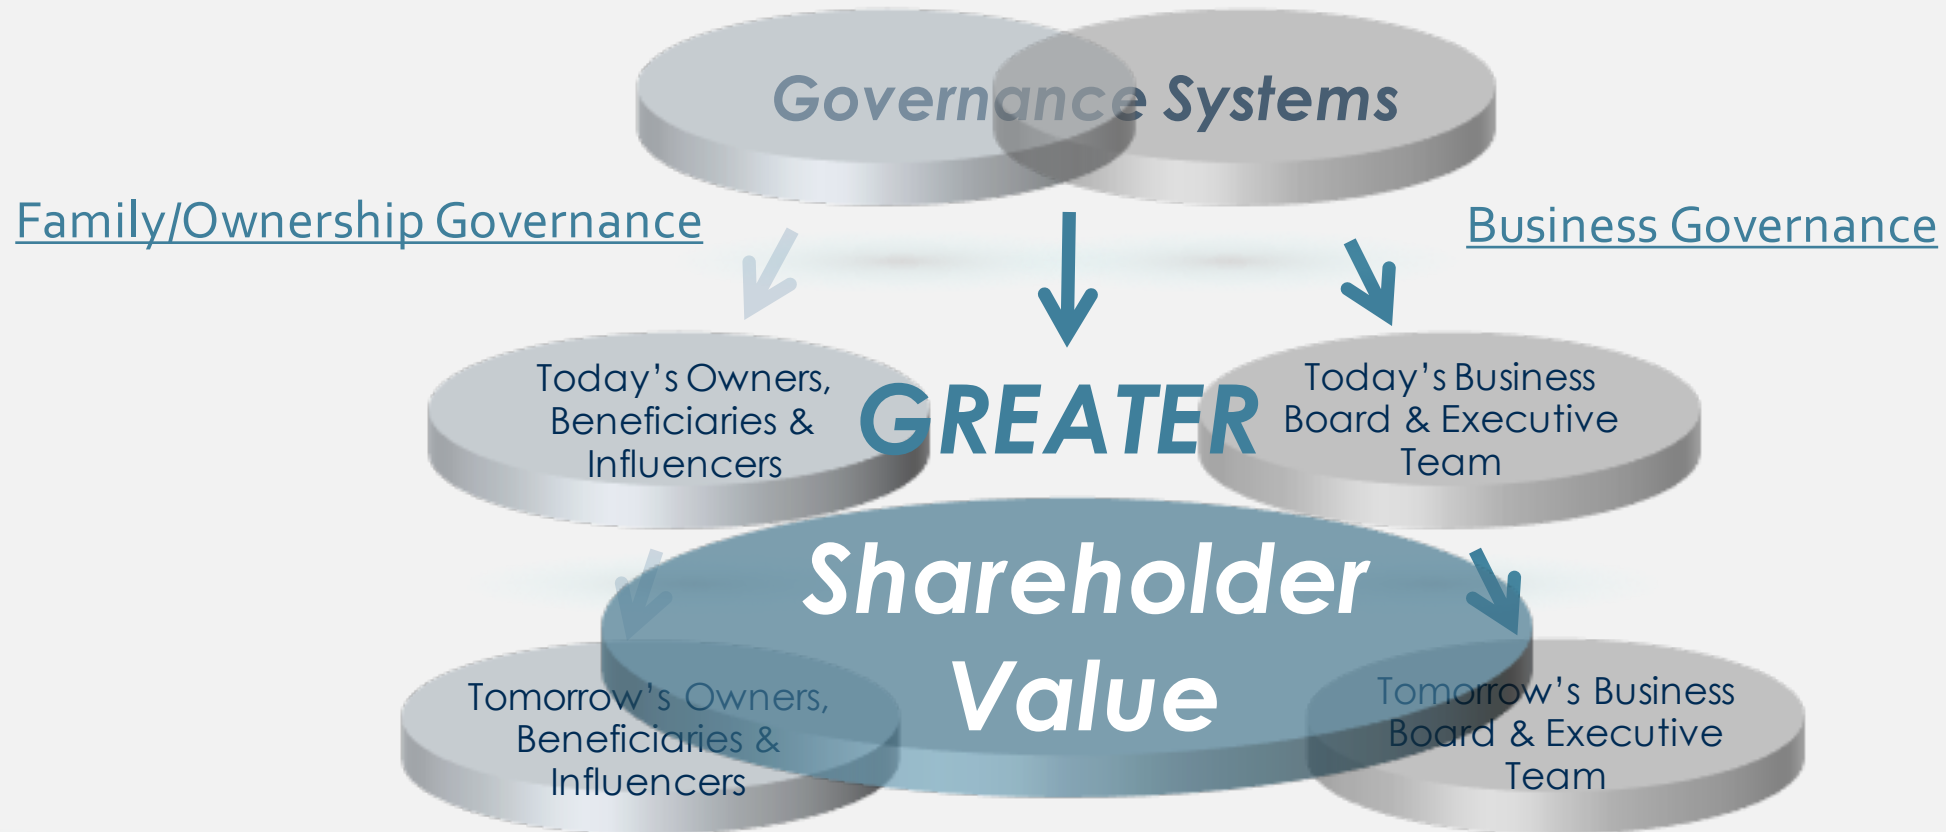 Governance Systems
Family/Ownership Governance
Business Governance
Today’s Owners,
Beneficiaries &
Influencers
GREATER
Today’s Business
Board & Executive
Team
Shareholder
Value
Tomorrow’s Owners,
Beneficiaries &
Influencers
Tomorrow’s Business
Board & Executive
Team